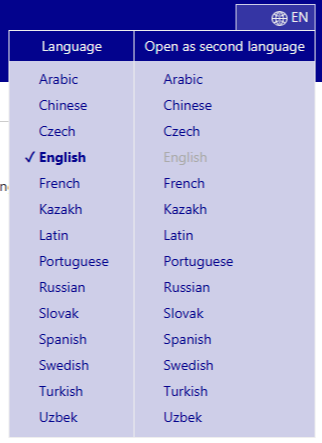 EN
Language Open as second language
Arabic Arabic
Chinese Chinese
Czech Czech
✓ English English
French French
Kazakh Kazakh
Latin Latin
Portuguese Portuguese
Russian Russian
Slovak Slovak
Spanish Spanish
Swedish Swedish
Turkish Turkish
Uzbek Uzbek